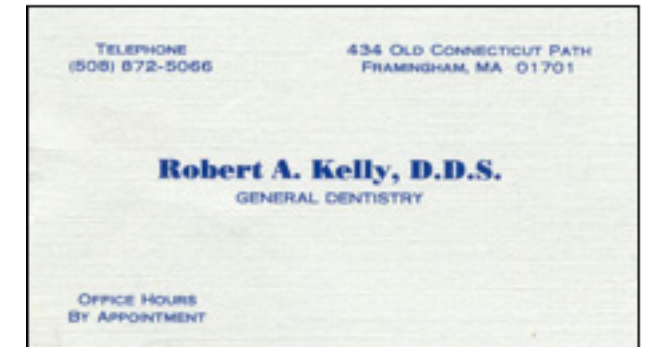 TELEPHONE
(508) 872-5066
434 OLD CONNECTICUT PATH
FRAMINGHAM, MA 01701
Robert A. Kelly, D.D.S.
GENERAL DENTISTRY
OFFICE HOURS
BY APPOINTMENT